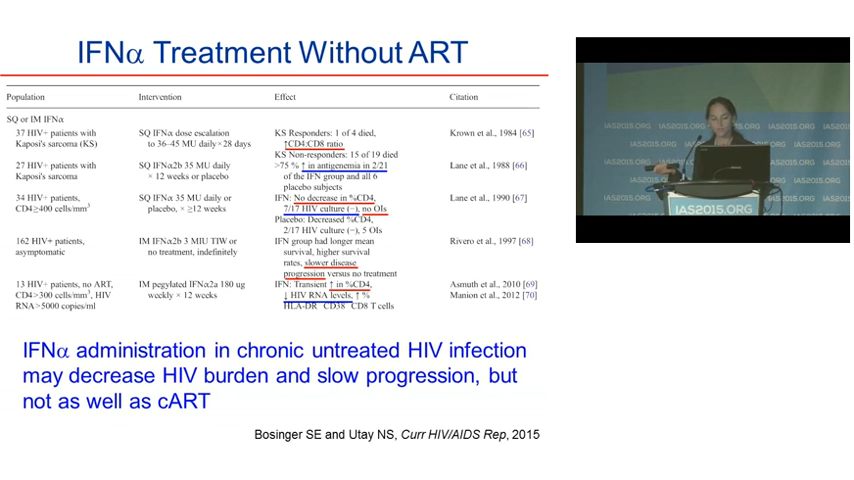 IFNα Treatment Without ART
Population Intervention Effect Citation
SQ or IM IFNα
37 HIV+ patients with Kaposi's sarcoma (KS)
SQ IFNα dose escalation to 36–45 MU daily × 28 days
KS Responders: 1 of 4 died, ↑CD4:CD8 ratio
KS Non-responders: 15 of 19 died
Krown et al., 1984 [65]
27 HIV+ patients with Kaposi's sarcoma
SQ IFNα2b 35 MU daily × 12 weeks or placebo
>75 % ↑ in antigenemia in 2/21 of the IFN group and all 6 placebo subjects
Lane et al., 1988 [66]
34 HIV+ patients, CD4≥400 cells/mm³
SQ IFNα 35 MU daily or placebo, × ≥12 weeks
IFN: No decrease in %CD4, 7/17 HIV culture (−), no OIs
Placebo: Decreased %CD4, 2/17 HIV culture (−), 5 OIs
Lane et al., 1990 [67]
162 HIV+ patients, asymptomatic
IM IFNα2b 3 MIU TIW or no treatment, indefinitely
IFN group had longer mean survival, higher survival rates, slower disease progression versus no treatment
Rivero et al., 1997 [68]
13 HIV+ patients, no ART, CD4>300 cells/mm³, HIV RNA>5000 copies/ml
IM pegylated IFNα2a 180 ug weekly × 12 weeks
IFN: Transient ↑ in %CD4, ↓ HIV RNA levels, ↑ % HLA-DR⁺ CD38⁺ CD8 T cells
Asmuth et al., 2010 [69]
Manion et al., 2012 [70]
IFNα administration in chronic untreated HIV infection
may decrease HIV burden and slow progression, but
not as well as cART
Bosinger SE and Utay NS, Curr HIV/AIDS Rep, 2015
IAS2015.ORG